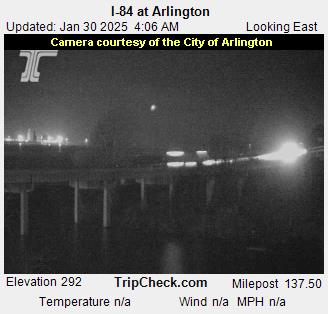 I-84 at Arlington
Updated: Jan 30 2025 4:06 AM Looking East
Camera courtesy of the City of Arlington
Elevation 292 TripCheck.com Milepost 137.50
Temperature n/a Wind n/a MPH n/a